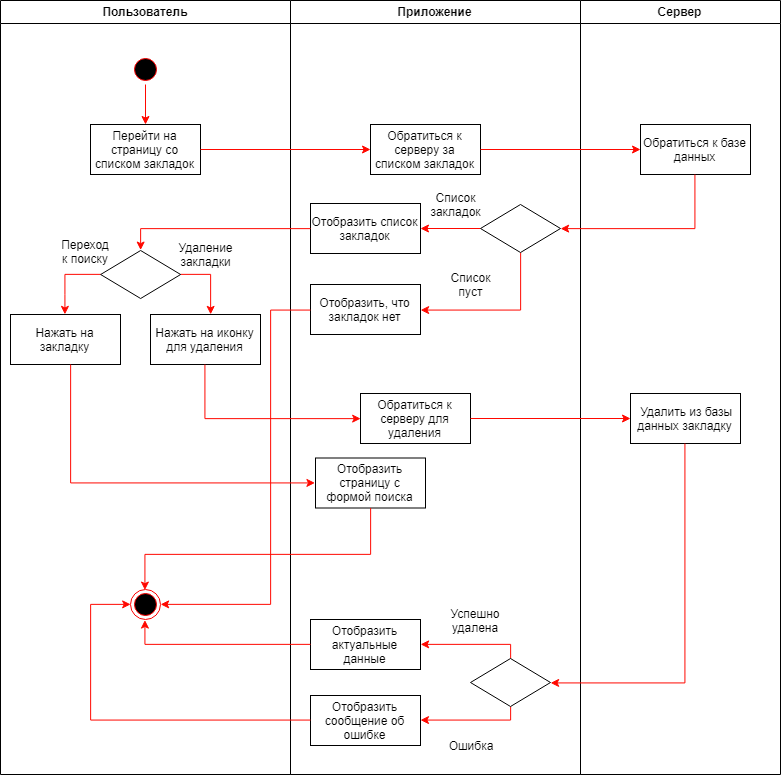 Пользователь
Приложение
Сервер
Перейти на
страницу со
списком закладок
Обратиться к
серверу за
списком закладок
Обратиться к базе
данных
Список
закладок
Отобразить список
закладок
Переход
к поиску
Удаление
закладки
Список
пуст
Отобразить, что
закладок нет
Нажать на
закладку
Нажать на иконку
для удаления
Обратиться к
серверу для
удаления
Удалить из базы
данных закладку
Отобразить
страницу с
формой поиска
Успешно
удалена
Отобразить
актуальные
данные
Отобразить
сообщение об
ошибке
Ошибка